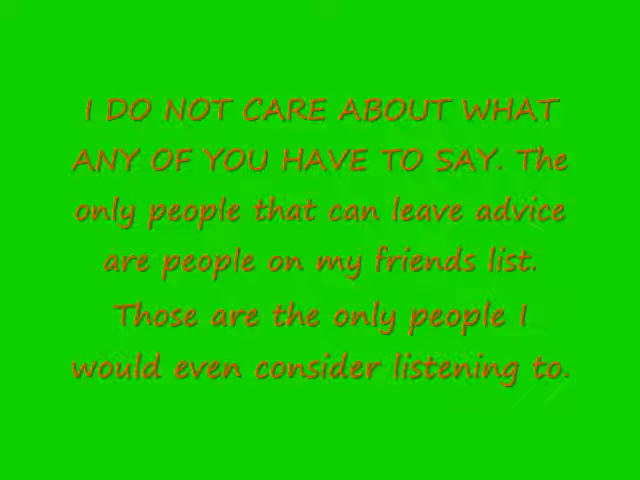 I DO NOT CARE ABOUT WHAT
ANY OF YOU HAVE TO SAY. The
only people that can leave advice
are people on my friends list.
Those are the only people I
would even consider listening to.